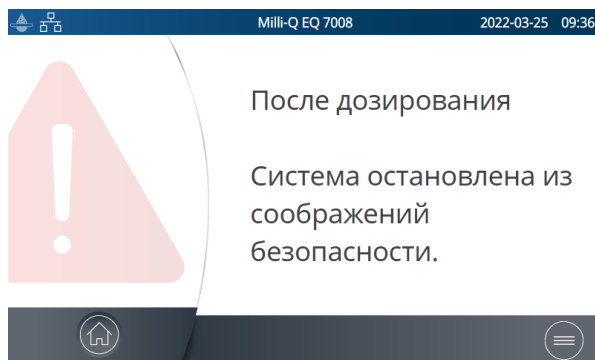 Milli-Q EQ 7008 2022-03-25 09:36
После дозирования
Система остановлена из
соображений
безопасности.